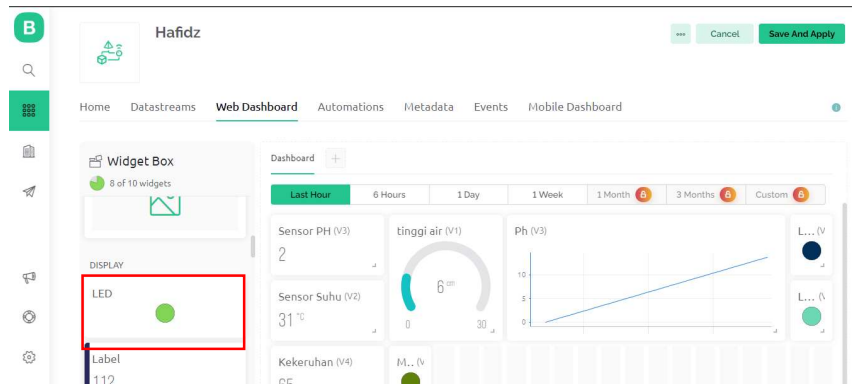 B
Hafidz
Cancel
Save And Apply
Home Datastreams Web Dashboard Automations Metadata Events Mobile Dashboard
Widget Box
8 of 10 widgets
DISPLAY
LED
Label
112
Dashboard
Last Hour 6 Hours 1 Day 1 Week 1 Month 3 Months Custom
Sensor PH (V3)
2
Sensor Suhu (V2)
31 °C
Kekeruhan (V4)
65
tinggi air (V1)
6 cm
0 30
M... (V
Ph (V3)
10
5
0
L... (V
L... (V